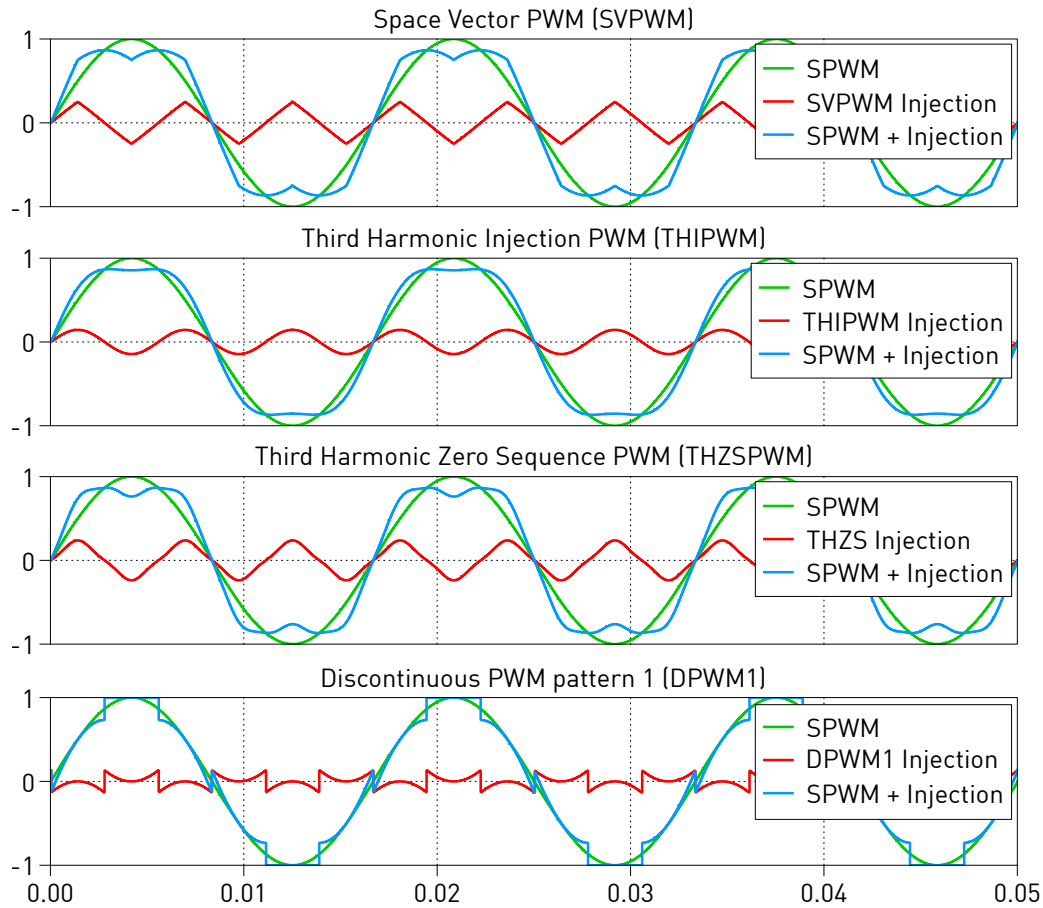 Space Vector PWM (SVPWM)
1
0
-1
SPWM
SVPWM Injection
SPWM + Injection
Third Harmonic Injection PWM (THIPWM)
1
0
-1
SPWM
THIPWM Injection
SPWM + Injection
Third Harmonic Zero Sequence PWM (THZSPWM)
1
0
-1
SPWM
THZS Injection
SPWM + Injection
Discontinuous PWM pattern 1 (DPWM1)
1
0
-1
SPWM
DPWM1 Injection
SPWM + Injection
0.00 0.01 0.02 0.03 0.04 0.05